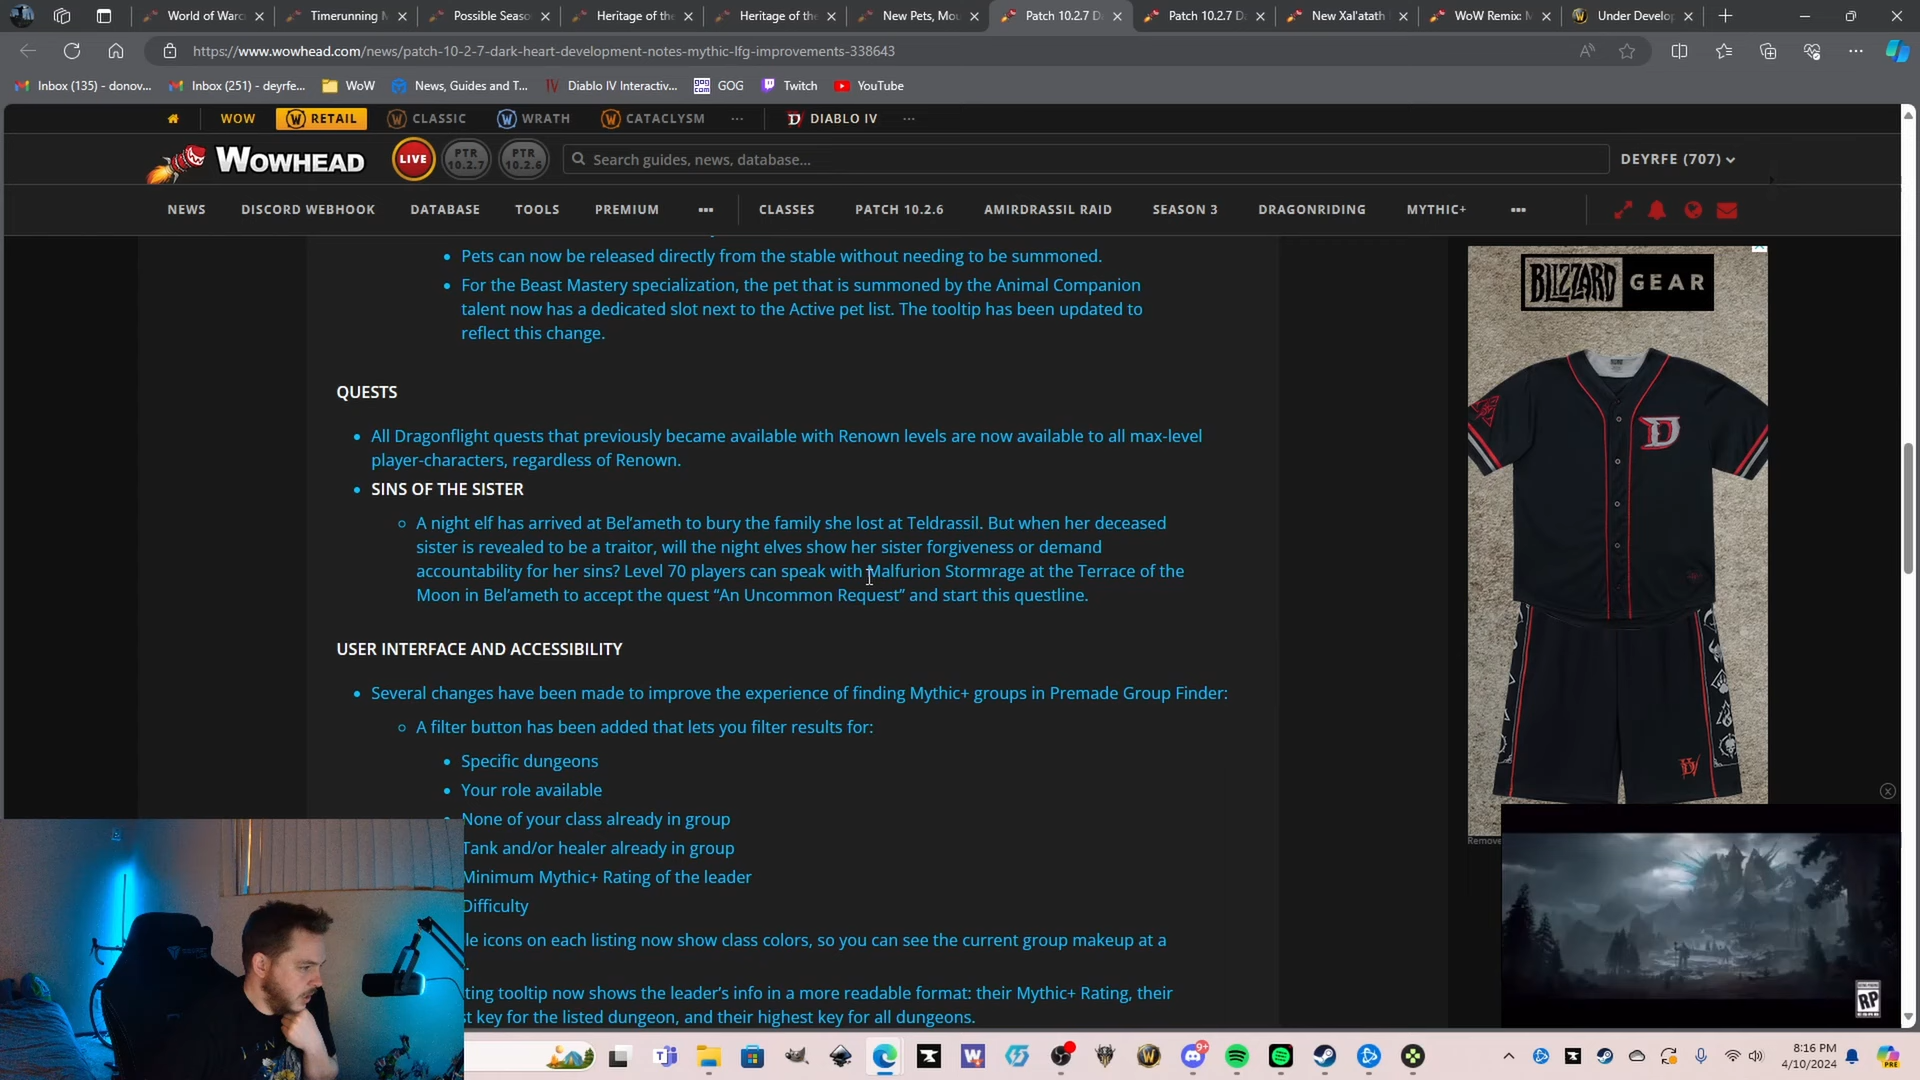 World of Warc
Timerunning M
Possible Seaso
Heritage of the
Heritage of the
New Pets, Mou
Patch 10.2.7 D
Patch 10.2.7 D
New Xal'atath
WoW Remix: M
Under Develo
https://www.wowhead.com/news/patch-10-2-7-dark-heart-development-notes-mythic-lfg-improvements-338643
Inbox (135) - donov...
Inbox (251) - deyrfe...
WoW
News, Guides and T...
Diablo IV Interactiv...
GOG
Twitch
YouTube
WOW
RETAIL
CLASSIC
WRATH
CATACLYSM
DIABLO IV
WOWHEAD
LIVE
PTR 10.2.7
PTR 10.2.6
Search guides, news, database...
DEYRFE (707)
NEWS
DISCORD WEBHOOK
DATABASE
TOOLS
PREMIUM
CLASSES
PATCH 10.2.6
AMIRDRASSIL RAID
SEASON 3
DRAGONRIDING
MYTHIC+
Pets can now be released directly from the stable without needing to be summoned.
For the Beast Mastery specialization, the pet that is summoned by the Animal Companion
talent now has a dedicated slot next to the Active pet list. The tooltip has been updated to
reflect this change.
QUESTS
All Dragonflight quests that previously became available with Renown levels are now available to all max-level
player-characters, regardless of Renown.
SINS OF THE SISTER
A night elf has arrived at Bel'ameth to bury the family she lost at Teldrassil. But when her deceased
sister is revealed to be a traitor, will the night elves show her sister forgiveness or demand
accountability for her sins? Level 70 players can speak with Malfurion Stormrage at the Terrace of the
Moon in Bel'ameth to accept the quest “An Uncommon Request” and start this questline.
USER INTERFACE AND ACCESSIBILITY
Several changes have been made to improve the experience of finding Mythic+ groups in Premade Group Finder:
A filter button has been added that lets you filter results for:
Specific dungeons
Your role available
None of your class already in group
Tank and/or healer already in group
Minimum Mythic+ Rating of the leader
Difficulty
le icons on each listing now show class colors, so you can see the current group makeup at a
ting tooltip now shows the leader's info in a more readable format: their Mythic+ Rating, their
st key for the listed dungeon, and their highest key for all dungeons.
BLIZZARD GEAR
D
Remove
RP
9+
8:16 PM
4/10/2024
PRE